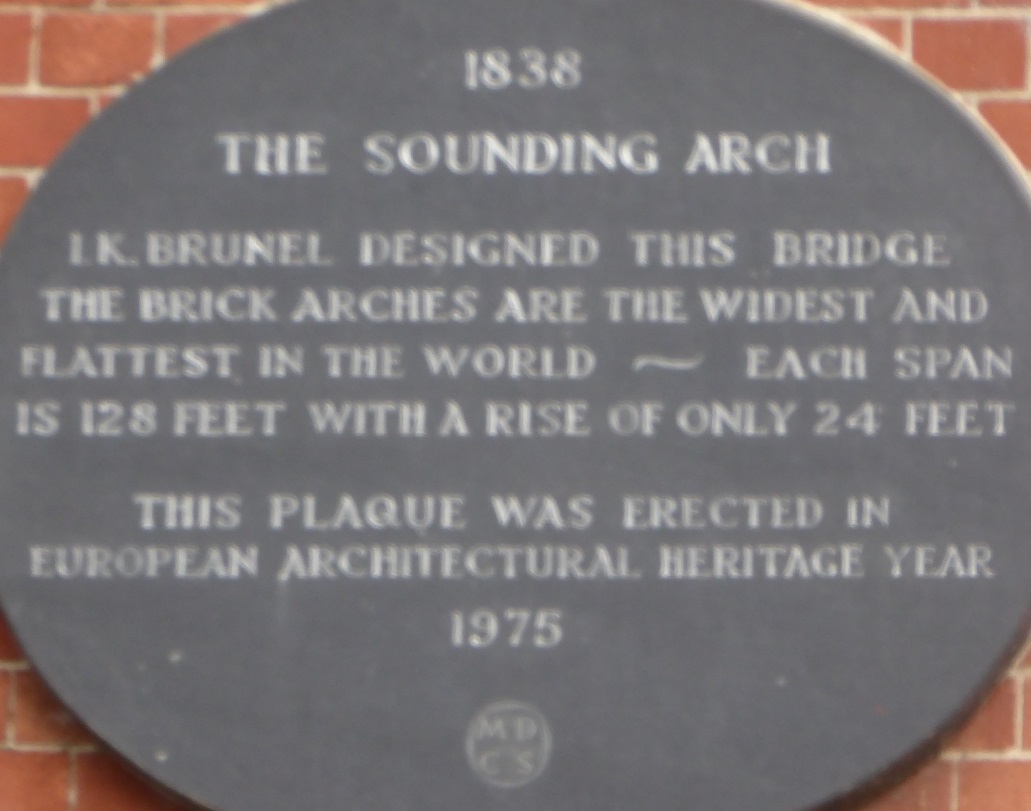 1838
THE SOUNDING ARCH
I.K. BRUNEL DESIGNED THIS BRIDGE
THE BRICK ARCHES ARE THE WIDEST AND
FLATTEST IN THE WORLD ~ EACH SPAN
IS 128 FEET WITH A RISE OF ONLY 24 FEET
THIS PLAQUE WAS ERECTED IN
EUROPEAN ARCHITECTURAL HERITAGE YEAR
1975
MD
CS